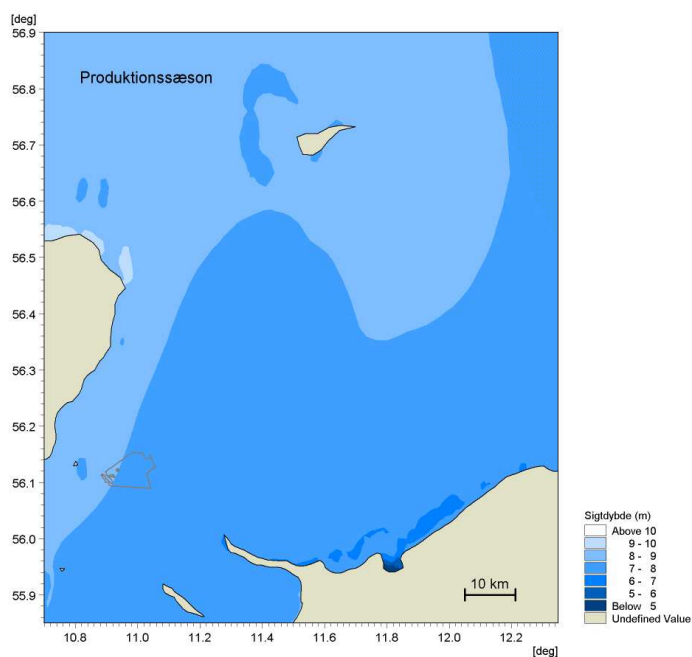 [deg]
56.9
Produktionssæson
56.8
56.7
56.6
56.5
56.4
56.3
56.2
56.1
56.0
55.9
10 km
10.8 11.0 11.2 11.4 11.6 11.8 12.0 12.2
[deg]
Sigtdybde (m)
Above 10
9 - 10
8 - 9
7 - 8
6 - 7
5 - 6
Below 5
Undefined Value